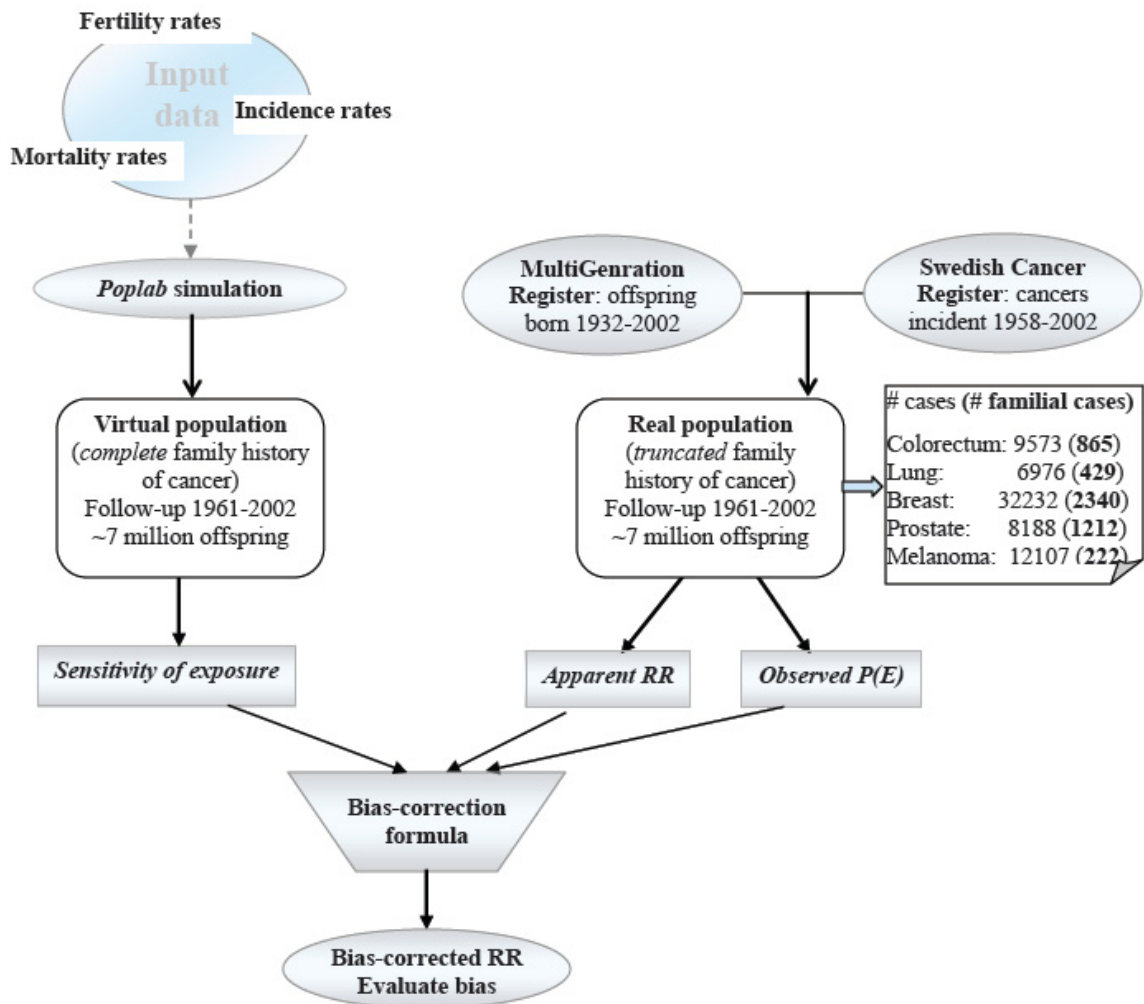 Fertility rates
Input
data
Incidence rates
Mortality rates
Poplab simulation
MultiGenration
Register: offspring
born 1932-2002
Swedish Cancer
Register: cancers
incident 1958-2002
Virtual population
(complete family history
of cancer)
Follow-up 1961-2002
~7 million offspring
Real population
(truncated family
history of cancer)
Follow-up 1961-2002
~7 million offspring
# cases (# familial cases)
Colorectum: 9573 (865)
Lung: 6976 (429)
Breast: 32232 (2340)
Prostate: 8188 (1212)
Melanoma: 12107 (222)
Sensitivity of exposure
Apparent RR
Observed P(E)
Bias-correction
formula
Bias-corrected RR
Evaluate bias